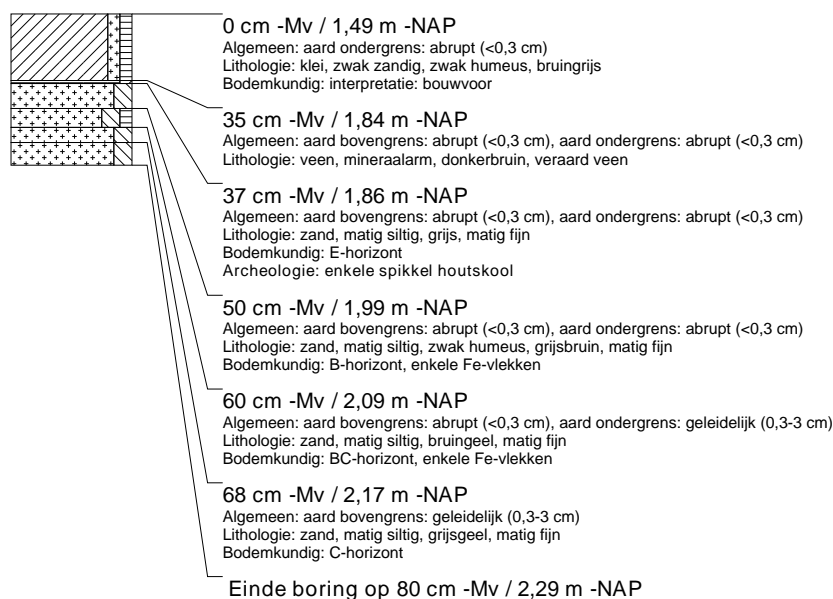 0 cm -Mv / 1,49 m -NAP
Algemeen: aard ondergrens: abrupt (<0,3 cm)
Lithologie: klei, zwak zandig, zwak humeus, bruingrijs
Bodemkundig: interpretatie: bouwvoor
35 cm -Mv / 1,84 m -NAP
Algemeen: aard bovengrens: abrupt (<0,3 cm), aard ondergrens: abrupt (<0,3 cm)
Lithologie: veen, mineraalarm, donkerbruin, veraard veen
37 cm -Mv / 1,86 m -NAP
Algemeen: aard bovengrens: abrupt (<0,3 cm), aard ondergrens: abrupt (<0,3 cm)
Lithologie: zand, matig siltig, grijs, matig fijn
Bodemkundig: E-horizont
Archeologie: enkele spikkel houtskool
50 cm -Mv / 1,99 m -NAP
Algemeen: aard bovengrens: abrupt (<0,3 cm), aard ondergrens: abrupt (<0,3 cm)
Lithologie: zand, matig siltig, zwak humeus, grijsbruin, matig fijn
Bodemkundig: B-horizont, enkele Fe-vlekken
60 cm -Mv / 2,09 m -NAP
Algemeen: aard bovengrens: abrupt (<0,3 cm), aard ondergrens: geleidelijk (0,3-3 cm)
Lithologie: zand, matig siltig, bruingeel, matig fijn
Bodemkundig: BC-horizont, enkele Fe-vlekken
68 cm -Mv / 2,17 m -NAP
Algemeen: aard bovengrens: geleidelijk (0,3-3 cm)
Lithologie: zand, matig siltig, grijsgeel, matig fijn
Bodemkundig: C-horizont
Einde boring op 80 cm -Mv / 2,29 m -NAP